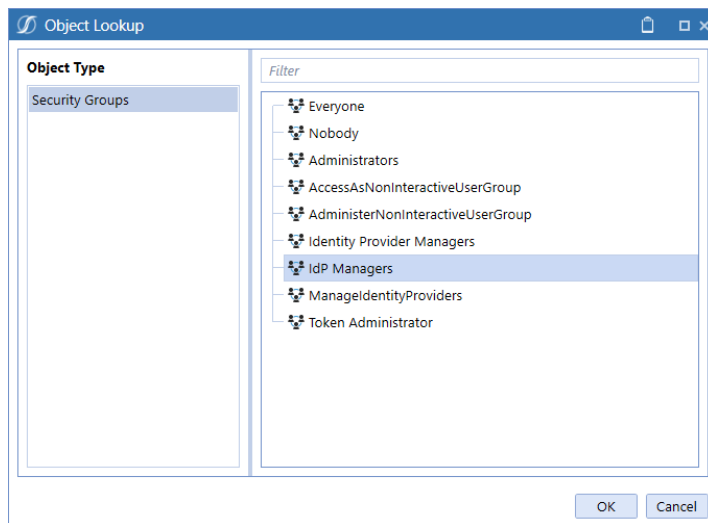 Object Lookup
Object Type
Security Groups
Filter
Everyone
Nobody
Administrators
AccessAsNonInteractiveUserGroup
AdministerNonInteractiveUserGroup
Identity Provider Managers
IdP Managers
ManageIdentityProviders
Token Administrator
OK
Cancel